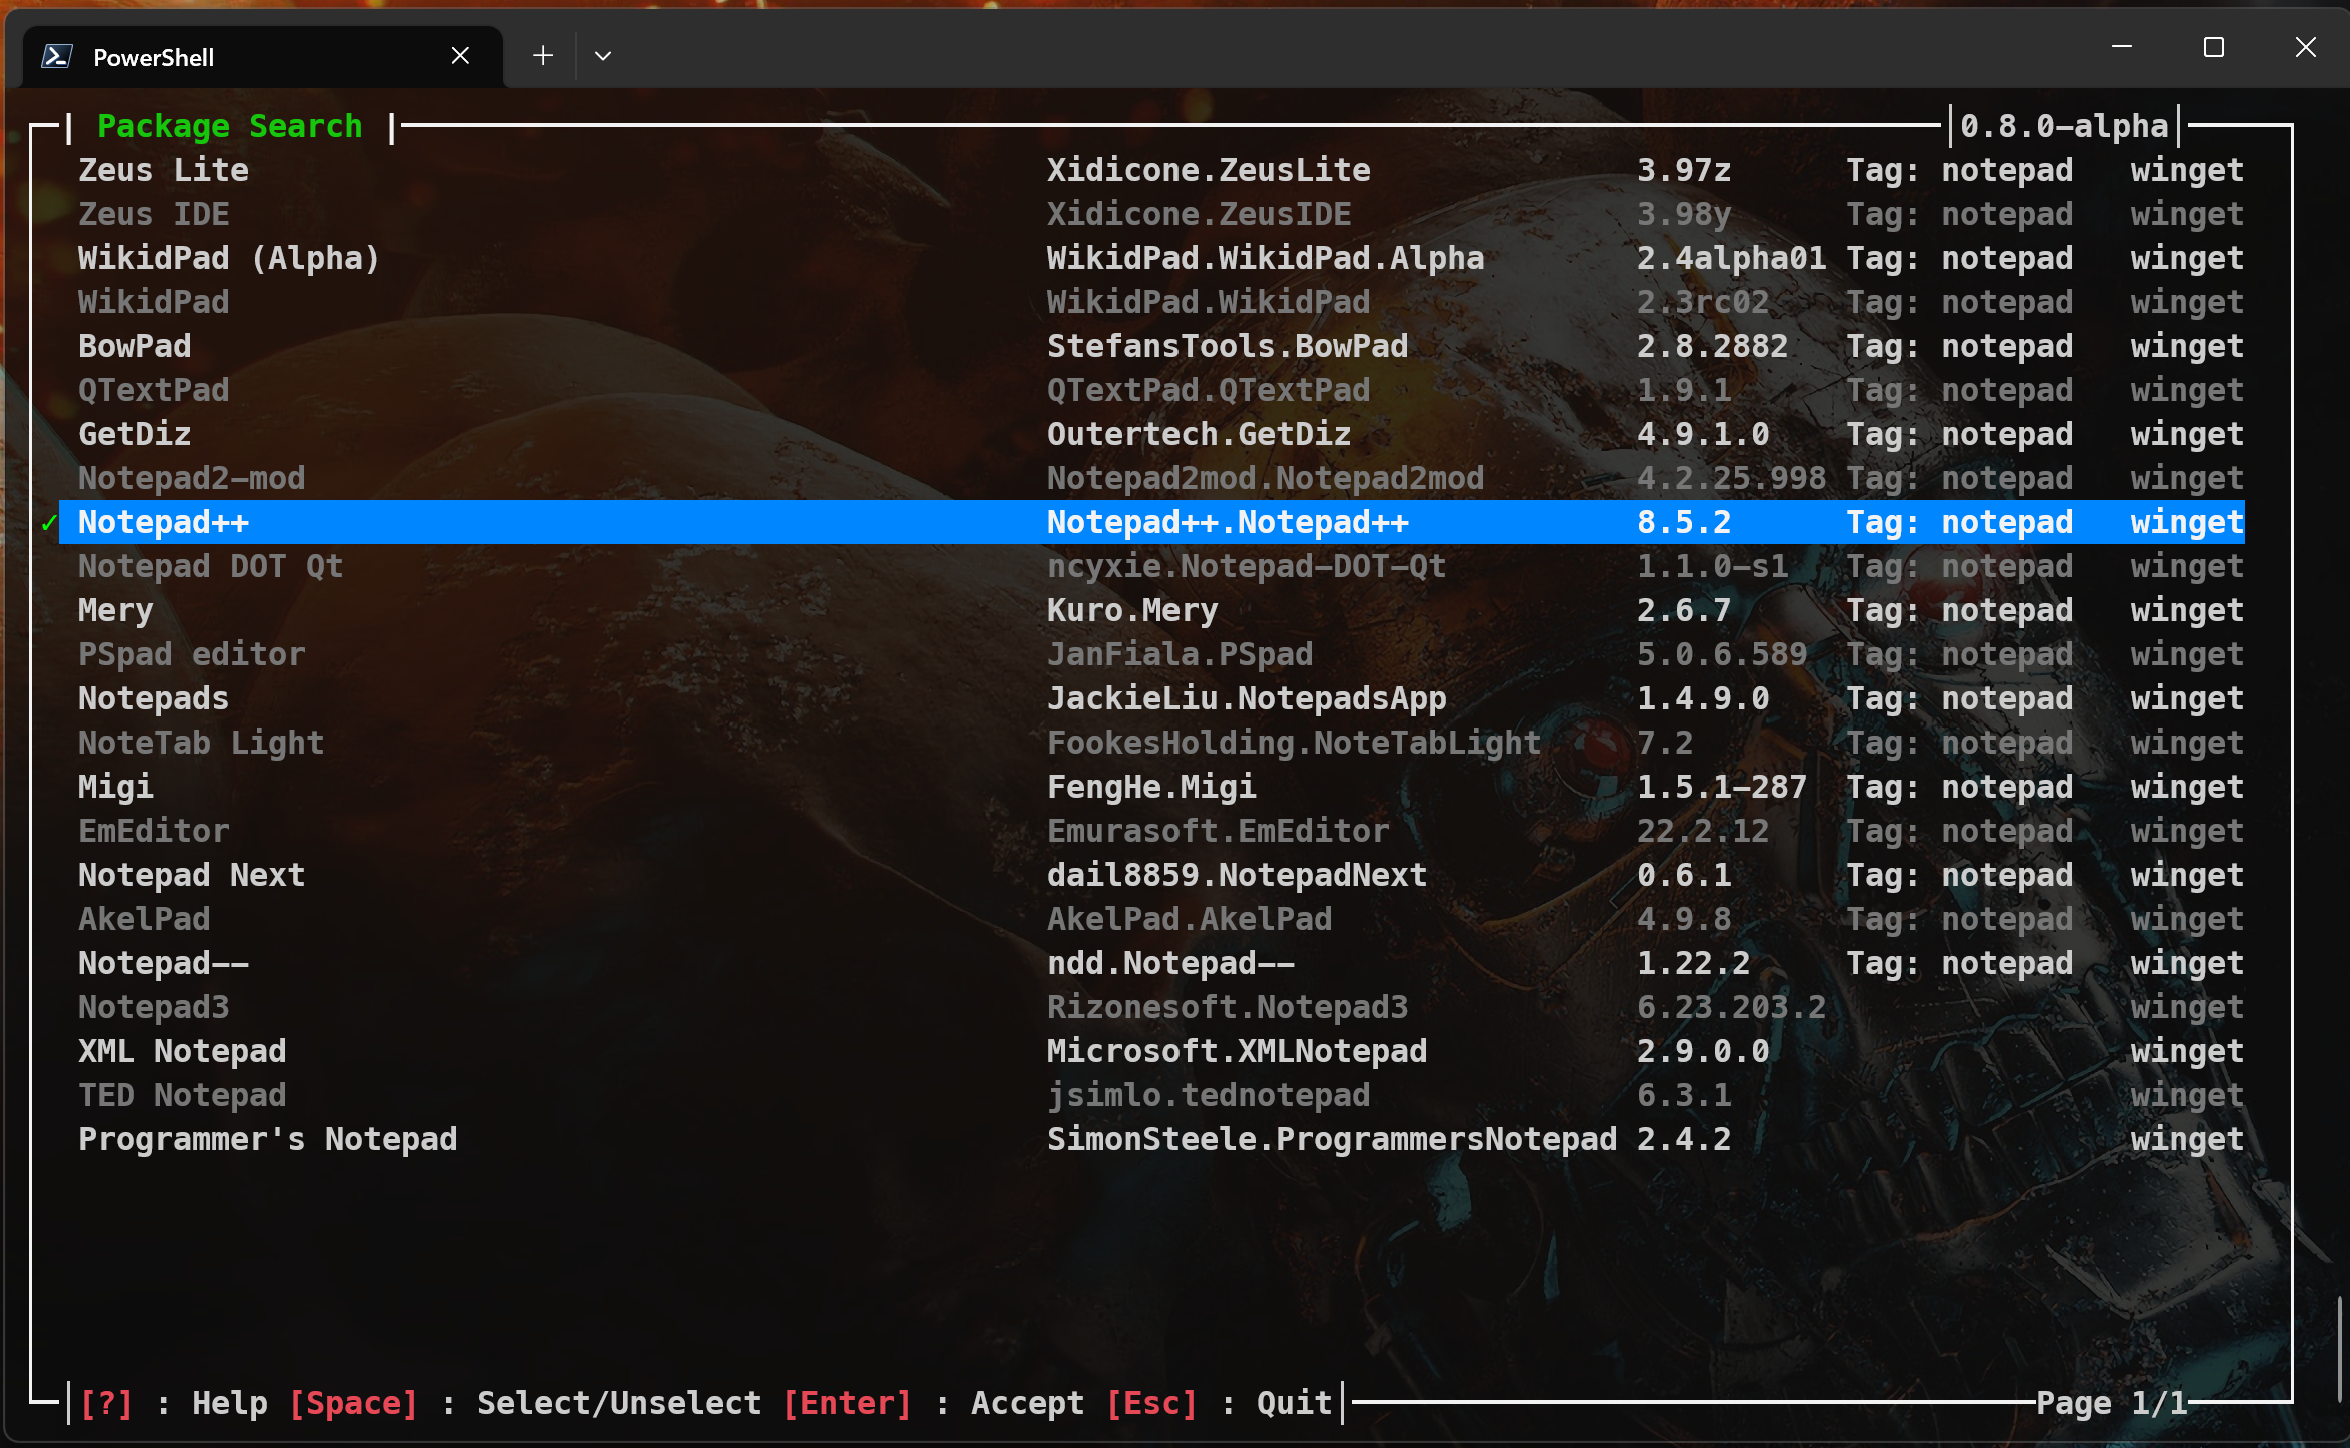 PowerShell
| Package Search | 0.8.0-alpha
Zeus Lite Xidicone.ZeusLite 3.97z Tag: notepad winget
Zeus IDE Xidicone.ZeusIDE 3.98y Tag: notepad winget
WikidPad (Alpha) WikidPad.WikidPad.Alpha 2.4alpha01 Tag: notepad winget
WikidPad WikidPad.WikidPad 2.3rc02 Tag: notepad winget
BowPad StefansTools.BowPad 2.8.2882 Tag: notepad winget
QTextPad QTextPad.QTextPad 1.9.1 Tag: notepad winget
GetDiz Outertech.GetDiz 4.9.1.0 Tag: notepad winget
Notepad2-mod Notepad2mod.Notepad2mod 4.2.25.998 Tag: notepad winget
✓ Notepad++ Notepad++.Notepad++ 8.5.2 Tag: notepad winget
Notepad DOT Qt ncyxie.Notepad-DOT-Qt 1.1.0-s1 Tag: notepad winget
Mery Kuro.Mery 2.6.7 Tag: notepad winget
PSpad editor JanFiala.PSpad 5.0.6.589 Tag: notepad winget
Notepads JackieLiu.NotepadsApp 1.4.9.0 Tag: notepad winget
NoteTab Light FookesHolding.NoteTabLight 7.2 Tag: notepad winget
Migi FengHe.Migi 1.5.1-287 Tag: notepad winget
EmEditor Emurasoft.EmEditor 22.2.12 Tag: notepad winget
Notepad Next dail8859.NotepadNext 0.6.1 Tag: notepad winget
AkelPad AkelPad.AkelPad 4.9.8 Tag: notepad winget
Notepad-- ndd.Notepad-- 1.22.2 Tag: notepad winget
Notepad3 Rizonesoft.Notepad3 6.23.203.2 winget
XML Notepad Microsoft.XMLNotepad 2.9.0.0 winget
TED Notepad jsimlo.tednotepad 6.3.1 winget
Programmer's Notepad SimonSteele.ProgrammersNotepad 2.4.2 winget
[?] : Help [Space] : Select/Unselect [Enter] : Accept [Esc] : Quit Page 1/1